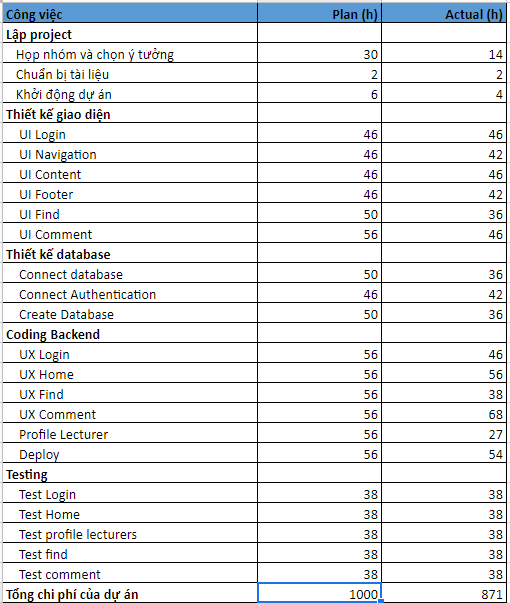 Công việc Plan (h) Actual (h)
Lập project
Họp nhóm và chọn ý tưởng 30 14
Chuẩn bị tài liệu 2 2
Khởi động dự án 6 4
Thiết kế giao diện
UI Login 46 46
UI Navigation 46 42
UI Content 46 46
UI Footer 46 42
UI Find 50 36
UI Comment 56 46
Thiết kế database
Connect database 50 36
Connect Authentication 46 42
Create Database 50 36
Coding Backend
UX Login 56 46
UX Home 56 56
UX Find 56 38
UX Comment 56 68
Profile Lecturer 56 27
Deploy 56 54
Testing
Test Login 38 38
Test Home 38 38
Test profile lecturers 38 38
Test find 38 38
Test comment 38 38
Tổng chi phí của dự án 1000 871